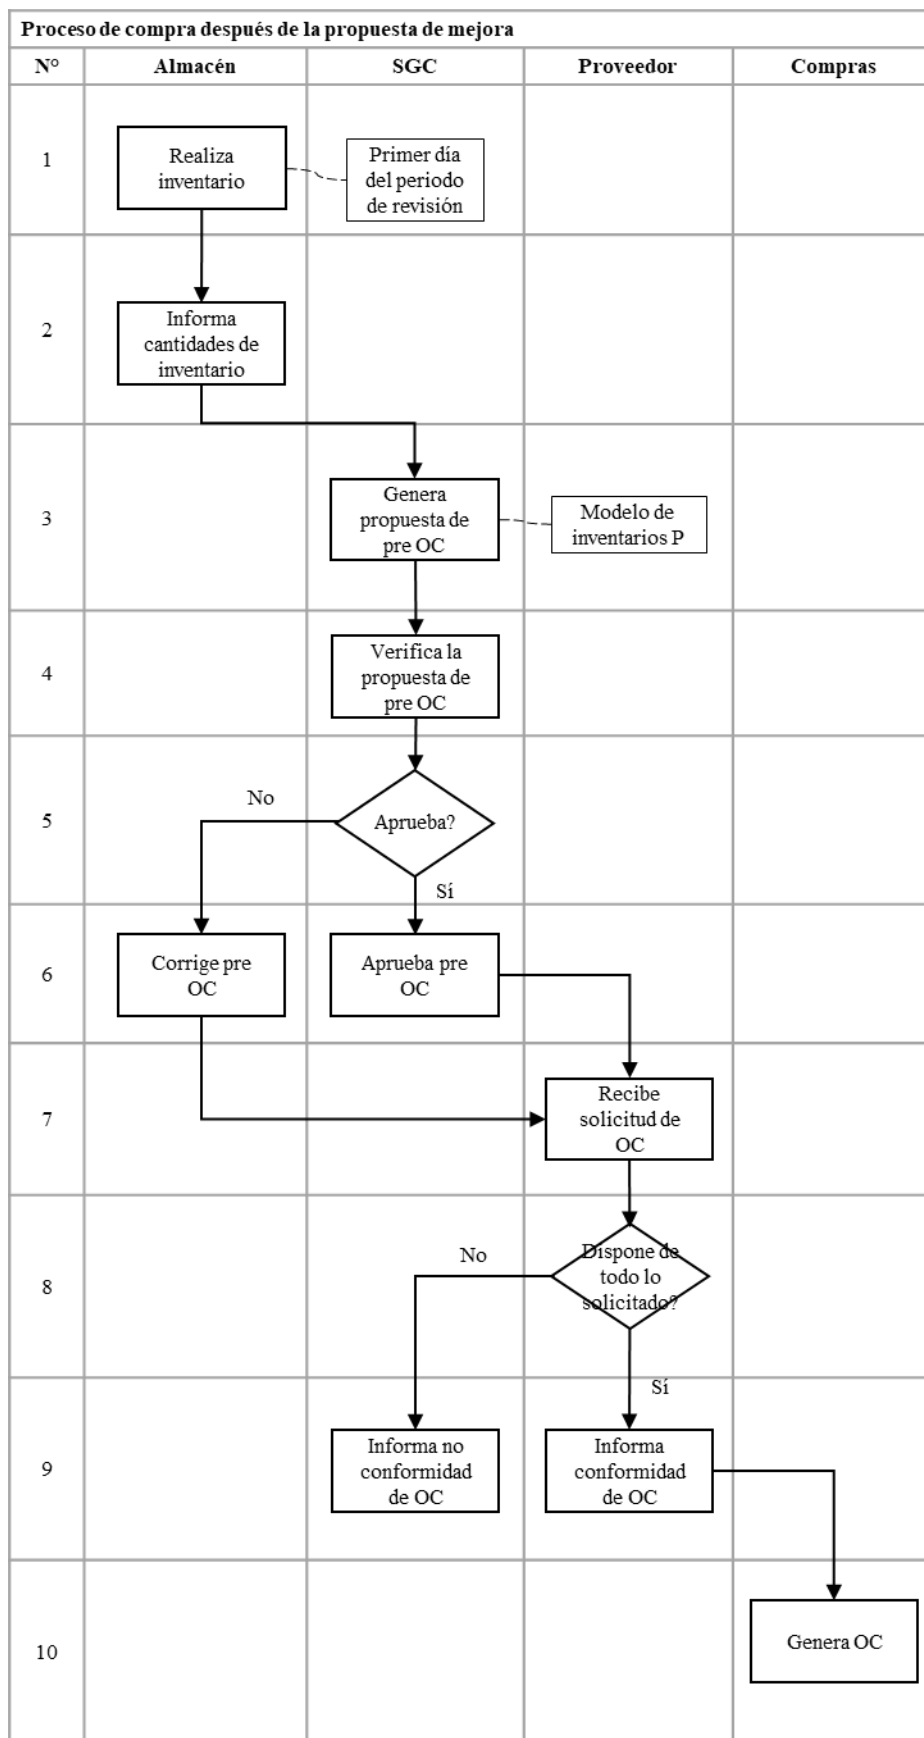 Proceso de compra después de la propuesta de mejora
N° Almacén SGC Proveedor Compras
1
Realiza
inventario
Primer día
del periodo
de revisión
2
Informa
cantidades de
inventario
3
Genera
propuesta de
pre OC
Modelo de
inventarios P
4
Verifica la
propuesta de
pre OC
5
No
Aprueba?
Sí
6
Corrige pre
OC
Aprueba pre
OC
7
Recibe
solicitud de
OC
8
No
Dispone de
todo lo
solicitado?
Sí
9
Informa no
conformidad
de OC
Informa
conformidad
de OC
10
Genera OC